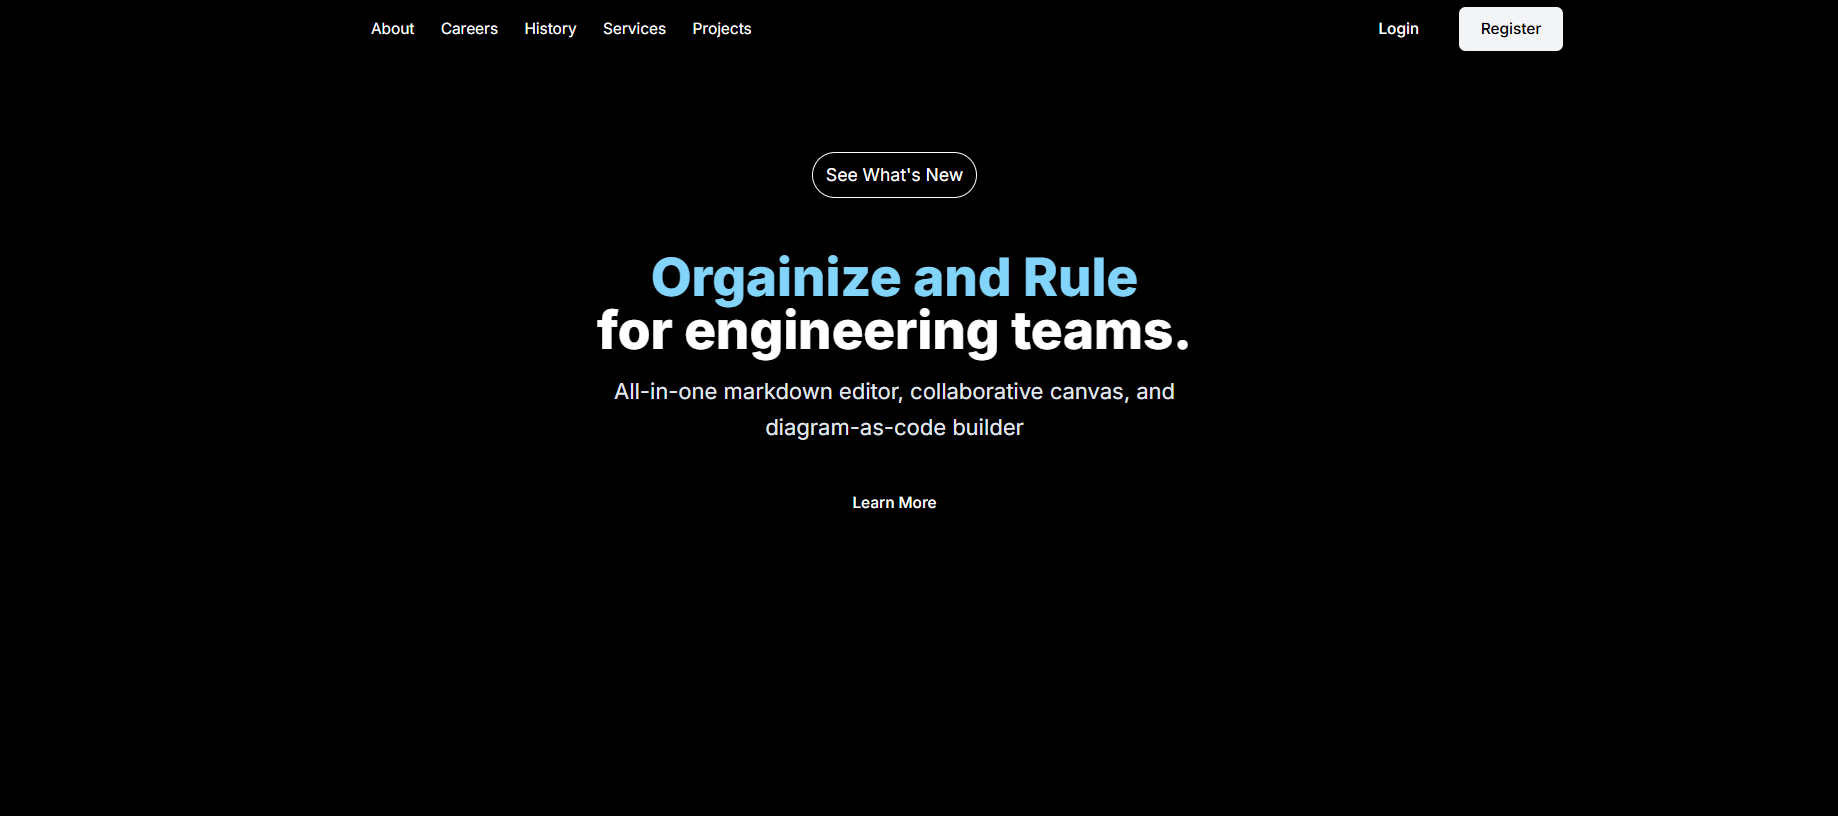 About Careers History Services Projects Login Register
See What's New
Orgainize and Rule
for engineering teams.
All-in-one markdown editor, collaborative canvas, and
diagram-as-code builder
Learn More